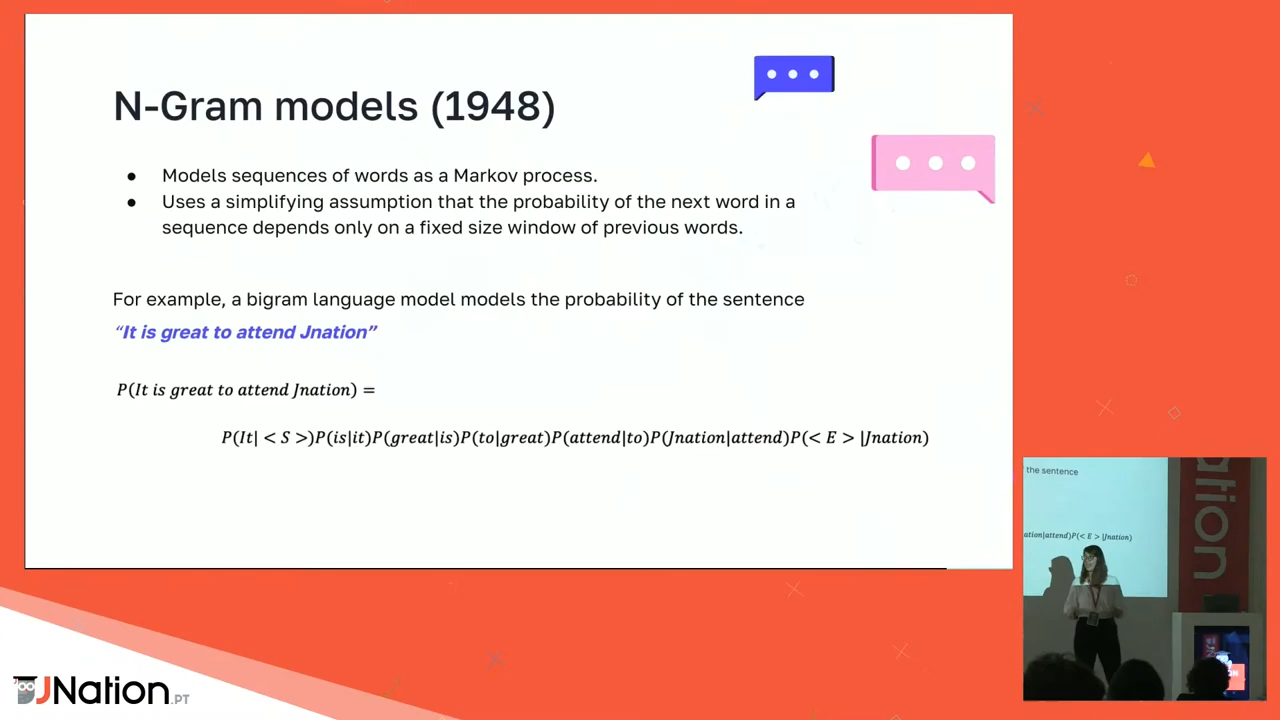 N-Gram models (1948)
● Models sequences of words as a Markov process.
● Uses a simplifying assumption that the probability of the next word in a
sequence depends only on a fixed size window of previous words.
For example, a bigram language model models the probability of the sentence
“It is great to attend Jnation”
P(It is great to attend Jnation) =
P(It| < S >)P(is|it)P(great|is)P(to|great)P(attend|to)P(Jnation|attend)P(< E > |Jnation)
the sentence
ation|attend)P(< E > |Jnation)
ation
JNation.PT